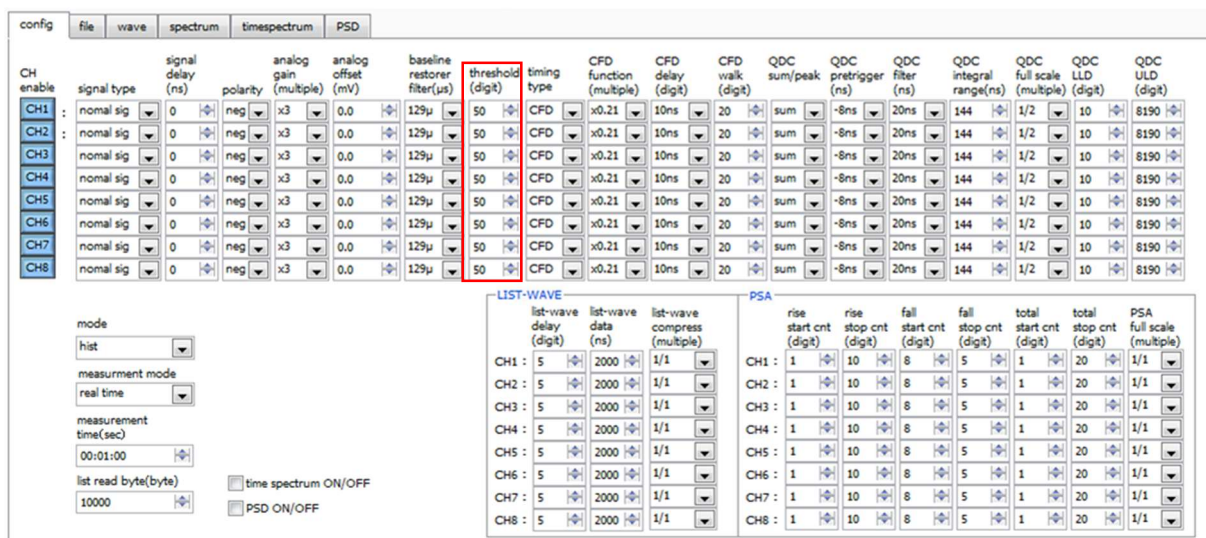 config file wave spectrum timespectrum PSD
CH enable signal type signal delay (ns) polarity analog gain (multiple) analog offset (mV) baseline restorer filter(µs) threshold (digit) timing type CFD function (multiple) CFD delay (digit) CFD walk (digit) QDC sum/peak QDC pretrigger (ns) QDC filter (ns) QDC integral range(ns) QDC full scale (multiple) QDC LLD (digit) QDC ULD (digit)
CH1 : nomal sig 0 neg x3 0.0 129µ 50 CFD x0.21 10ns 20 sum -8ns 20ns 144 1/2 10 8190
CH2 : nomal sig 0 neg x3 0.0 129µ 50 CFD x0.21 10ns 20 sum -8ns 20ns 144 1/2 10 8190
CH3 nomal sig 0 neg x3 0.0 129µ 50 CFD x0.21 10ns 20 sum -8ns 20ns 144 1/2 10 8190
CH4 nomal sig 0 neg x3 0.0 129µ 50 CFD x0.21 10ns 20 sum -8ns 20ns 144 1/2 10 8190
CH5 nomal sig 0 neg x3 0.0 129µ 50 CFD x0.21 10ns 20 sum -8ns 20ns 144 1/2 10 8190
CH6 nomal sig 0 neg x3 0.0 129µ 50 CFD x0.21 10ns 20 sum -8ns 20ns 144 1/2 10 8190
CH7 nomal sig 0 neg x3 0.0 129µ 50 CFD x0.21 10ns 20 sum -8ns 20ns 144 1/2 10 8190
CH8 nomal sig 0 neg x3 0.0 129µ 50 CFD x0.21 10ns 20 sum -8ns 20ns 144 1/2 10 8190
mode
hist
measurment mode
real time
measurement
time(sec)
00:01:00
list read byte(byte)
10000
time spectrum ON/OFF
PSD ON/OFF
LIST-WAVE
list-wave delay (digit) list-wave data (ns) list-wave compress (multiple)
CH1 : 5 2000 1/1
CH2 : 5 2000 1/1
CH3 : 5 2000 1/1
CH4 : 5 2000 1/1
CH5 : 5 2000 1/1
CH6 : 5 2000 1/1
CH7 : 5 2000 1/1
CH8 : 5 2000 1/1
PSA
rise start cnt (digit) rise stop cnt (digit) fall start cnt (digit) fall stop cnt (digit) total start cnt (digit) total stop cnt (digit) PSA full scale (multiple)
CH1 : 1 10 8 5 1 20 1/1
CH2 : 1 10 8 5 1 20 1/1
CH3 : 1 10 8 5 1 20 1/1
CH4 : 1 10 8 5 1 20 1/1
CH5 : 1 10 8 5 1 20 1/1
CH6 : 1 10 8 5 1 20 1/1
CH7 : 1 10 8 5 1 20 1/1
CH8 : 1 10 8 5 1 20 1/1